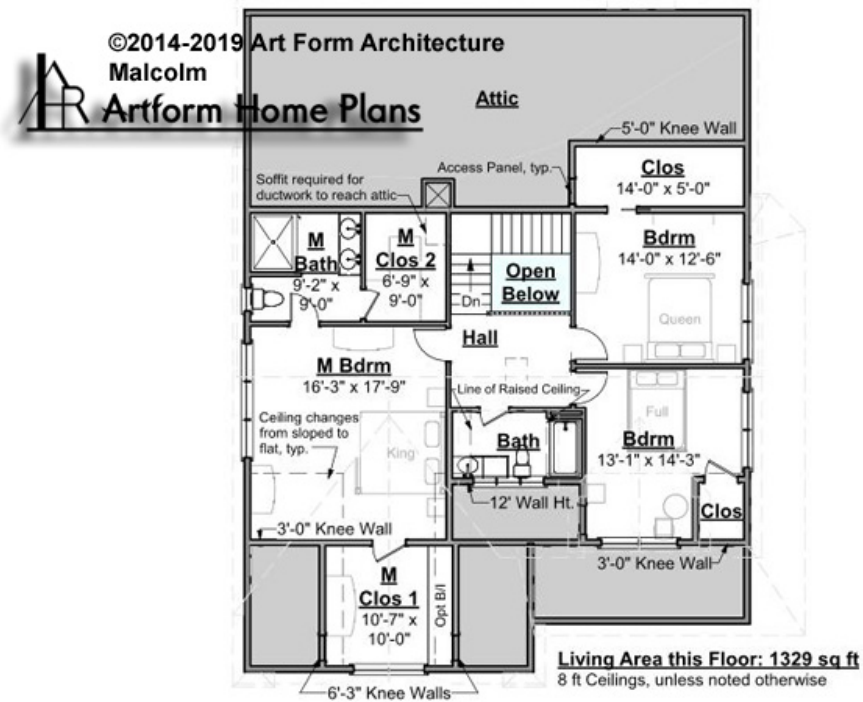 ©2014-2019 Art Form Architecture
Malcolm
AR Artform Home Plans
Attic
5'-0" Knee Wall
Access Panel, typ.
Clos
14'-0" x 5'-0"
Soffit required for
ductwork to reach attic
M
Bath
9'-2" x
9'-0"
M
Clos 2
6'-9" x
9'-0"
Open
Below
Dn
Bdrm
14'-0" x 12'-6"
Queen
Hall
M Bdrm
16'-3" x 17'-9"
Line of Raised Ceiling
Ceiling changes
from sloped to
flat, typ.
King
Bath
Full
Bdrm
13'-1" x 14'-3"
12' Wall Ht.
Clos
3'-0" Knee Wall
3'-0" Knee Wall
M
Clos 1
10'-7" x
10'-0"
Opt B/I
6'-3" Knee Walls
Living Area this Floor: 1329 sq ft
8 ft Ceilings, unless noted otherwise